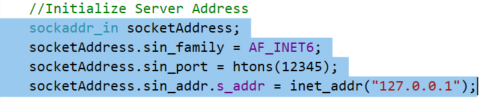 //Initialize Server Address
sockaddr_in socketAddress;
socketAddress.sin_family = AF_INET6;
socketAddress.sin_port = htons(12345);
socketAddress.sin_addr.s_addr = inet_addr("127.0.0.1");